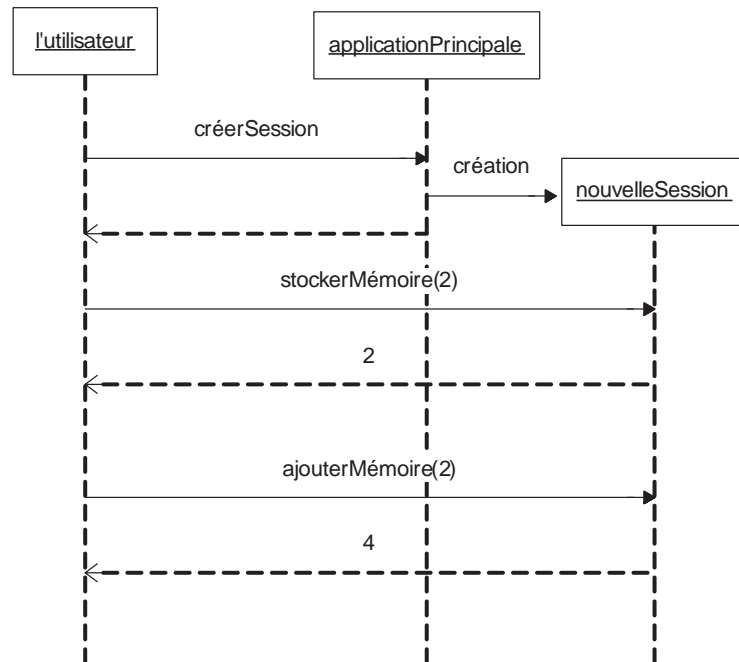 l'utilisateur
applicationPrincipale
créerSession
création
nouvelleSession
stockerMémoire(2)
2
ajouterMémoire(2)
4